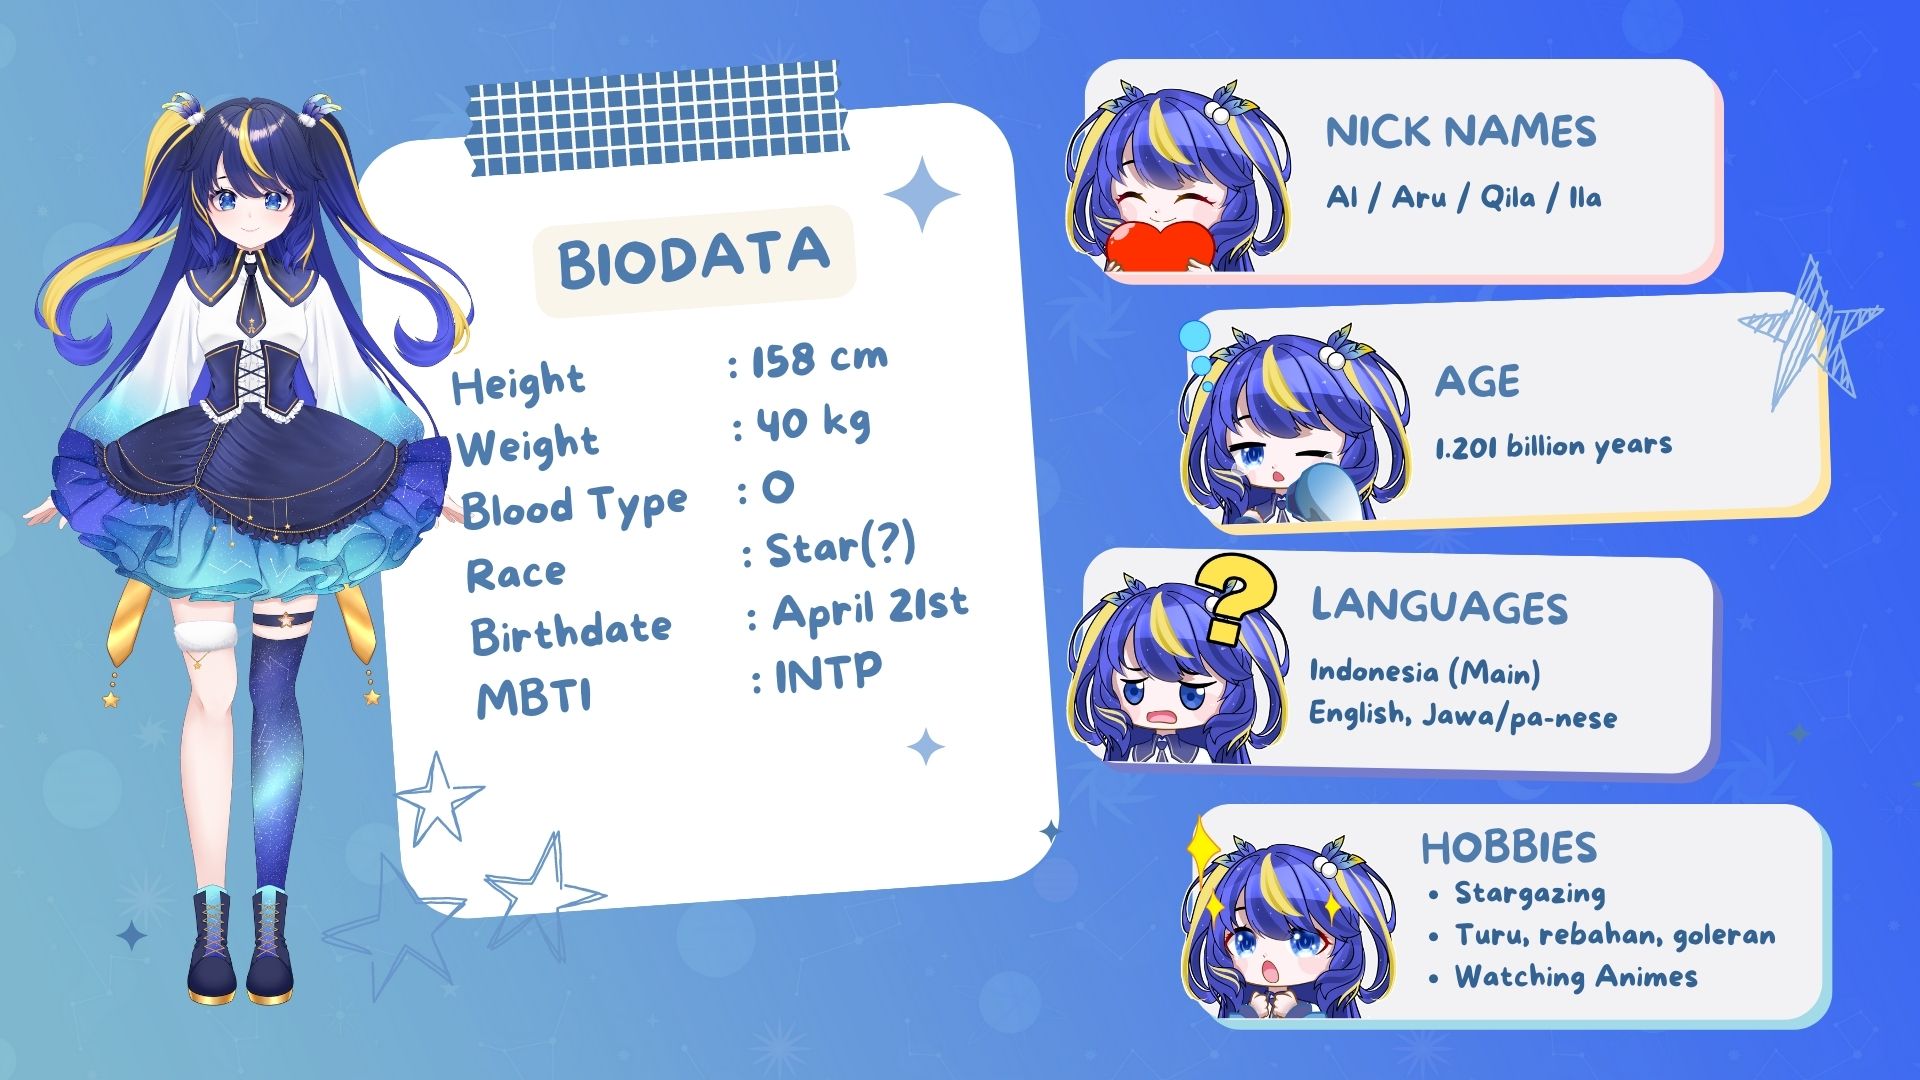 BIODATA
Height : 158 cm
Weight : 40 kg
Blood Type : O
Race : Star(?)
Birthdate : April 21st
MBTI : INTP
NICK NAMES
Al / Aru / Qila / Ila
AGE
1.201 billion years
?
LANGUAGES
Indonesia (Main)
English, Jawa/pa-nese
HOBBIES
• Stargazing
• Turu, rebahan, goleran
• Watching Animes